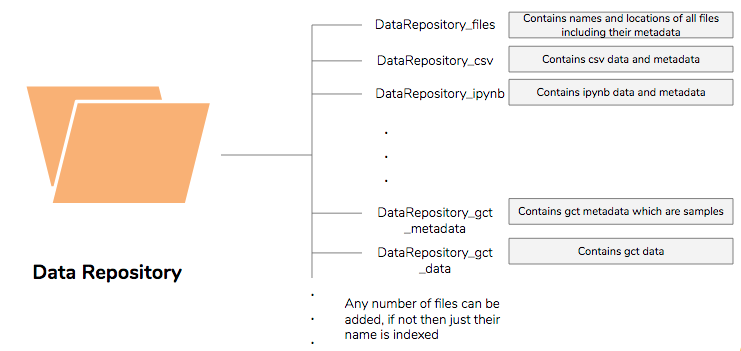 DataRepository_files
Contains names and locations of all files
including their metadata
DataRepository_csv
Contains csv data and metadata
DataRepository_ipynb
Contains ipynb data and metadata
.
.
.
DataRepository_gct
_metadata
Contains gct metadata which are samples
DataRepository_gct
_data
Contains gct data
Data Repository
.
.
.
Any number of files can be
added, if not then just their
name is indexed